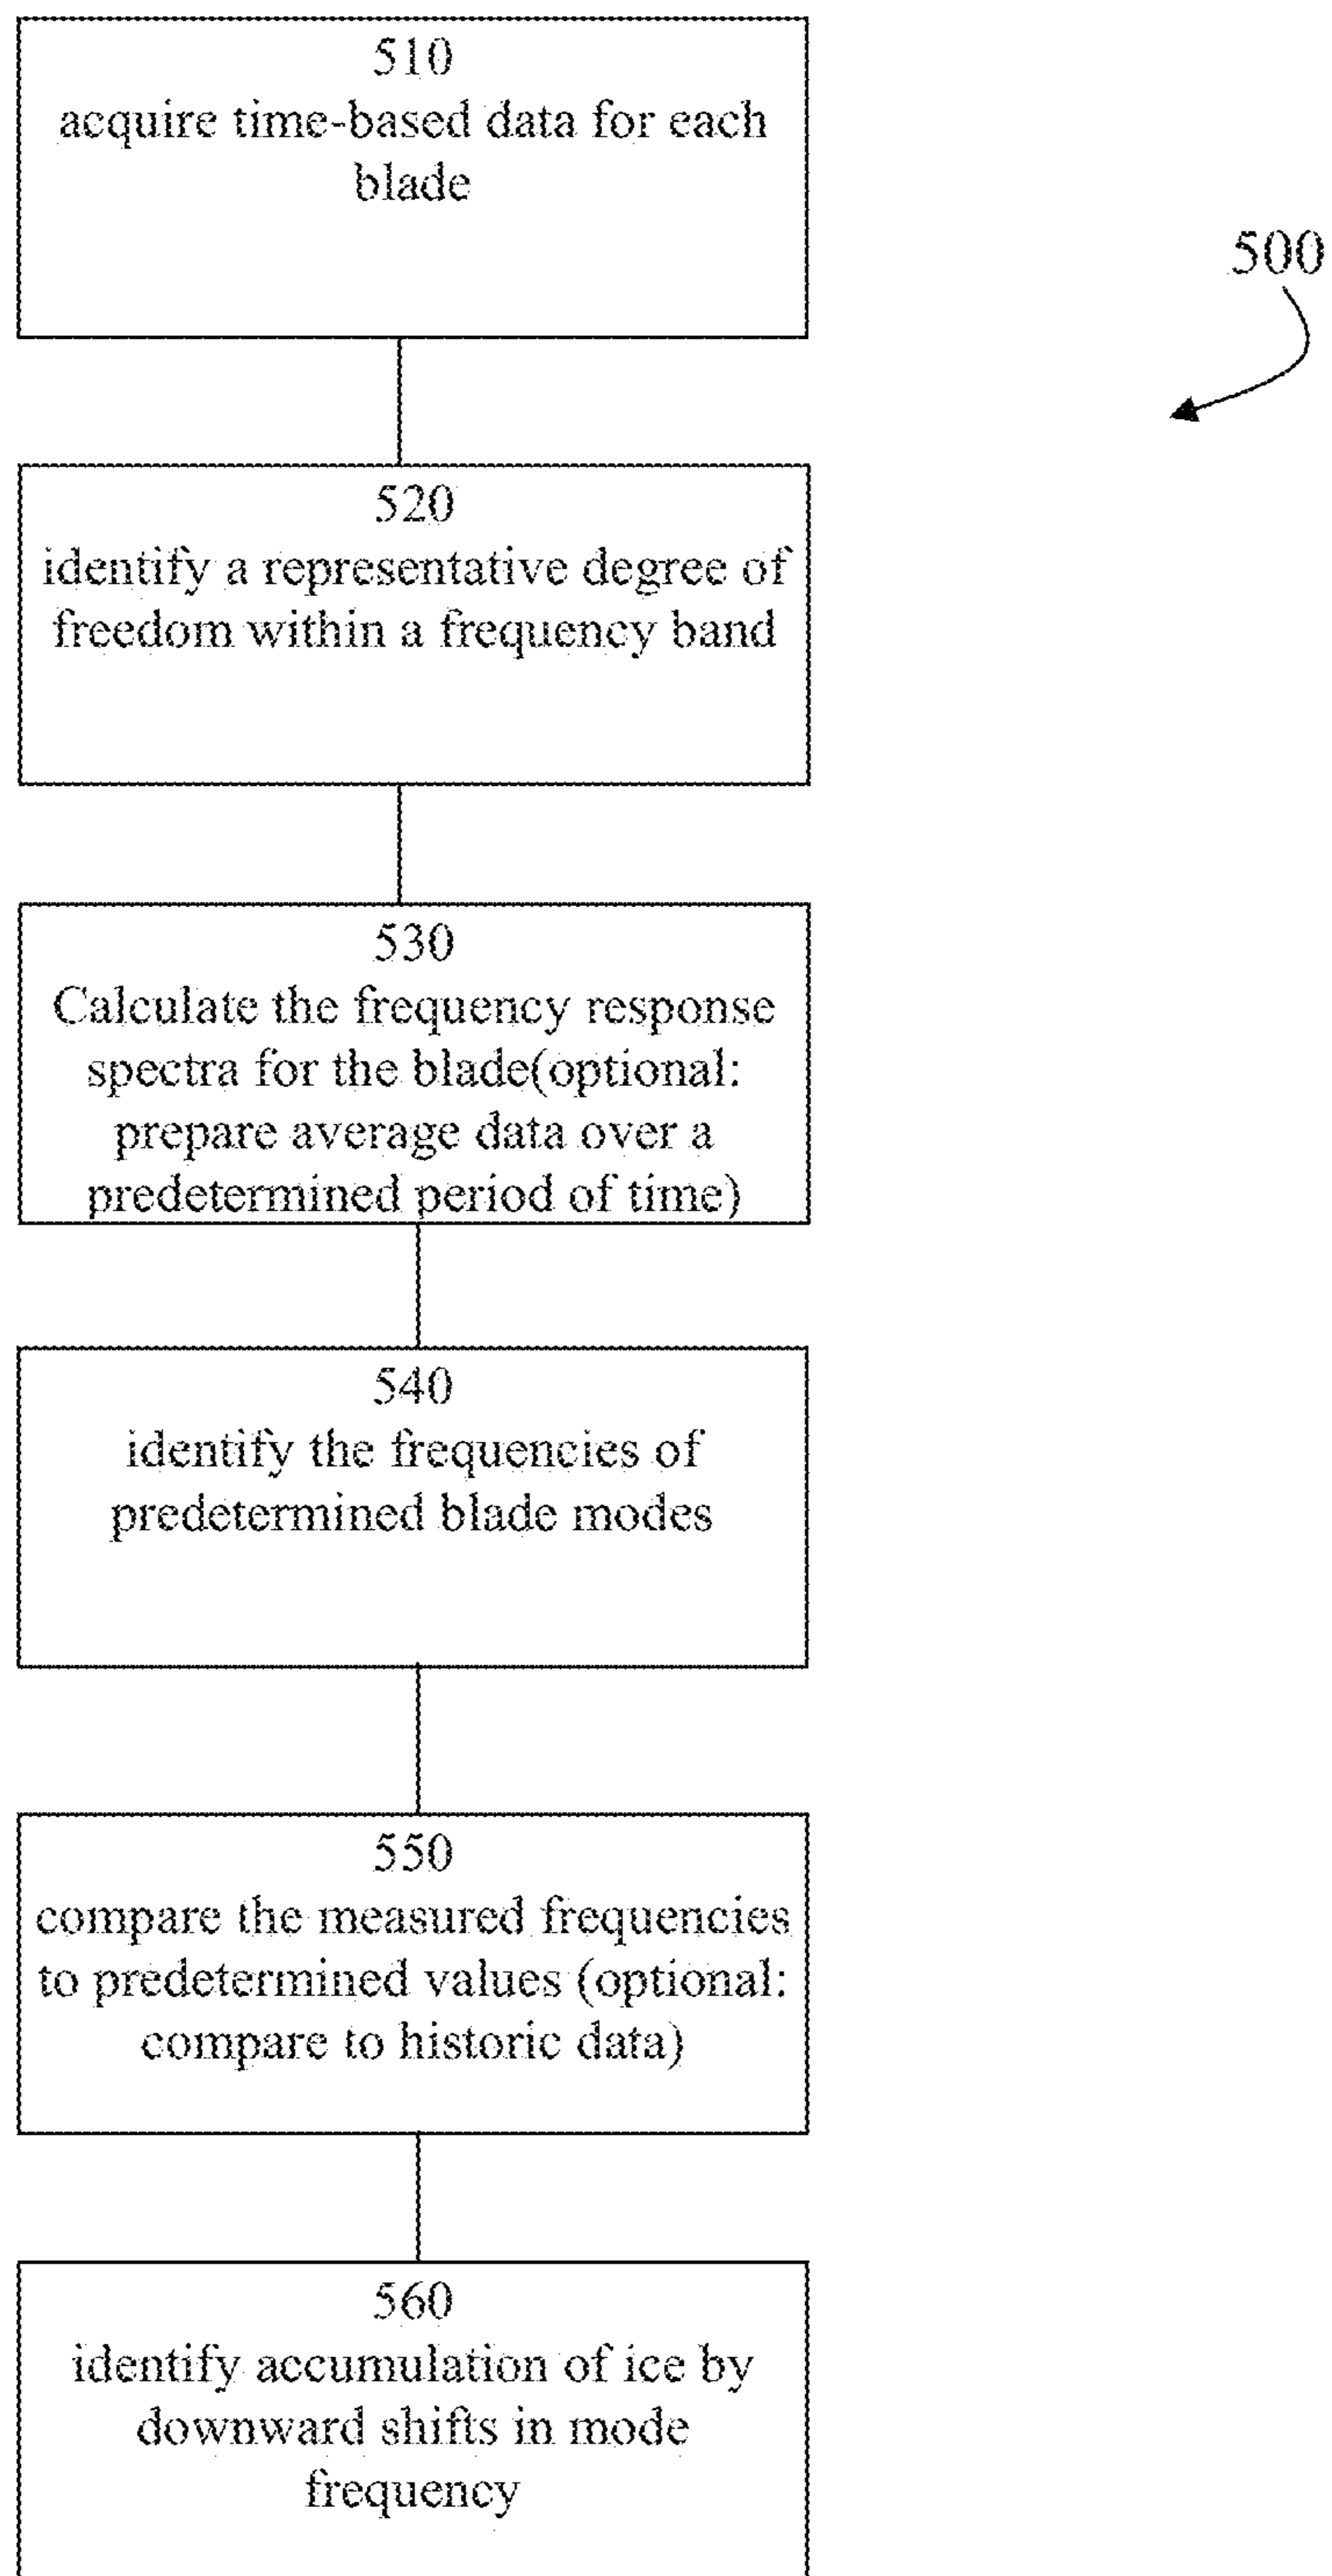 510
acquire time-based data for each
blade
500
520
identify a representative degree of
freedom within a frequency band
530
Calculate the frequency response
spectra for the blade(optional:
prepare average data over a
predetermined period of time)
540
identify the frequencies of
predetermined blade modes
550
compare the measured frequencies
to predetermined values (optional:
compare to historic data)
560
identify accumulation of ice by
downward shifts in mode
frequency